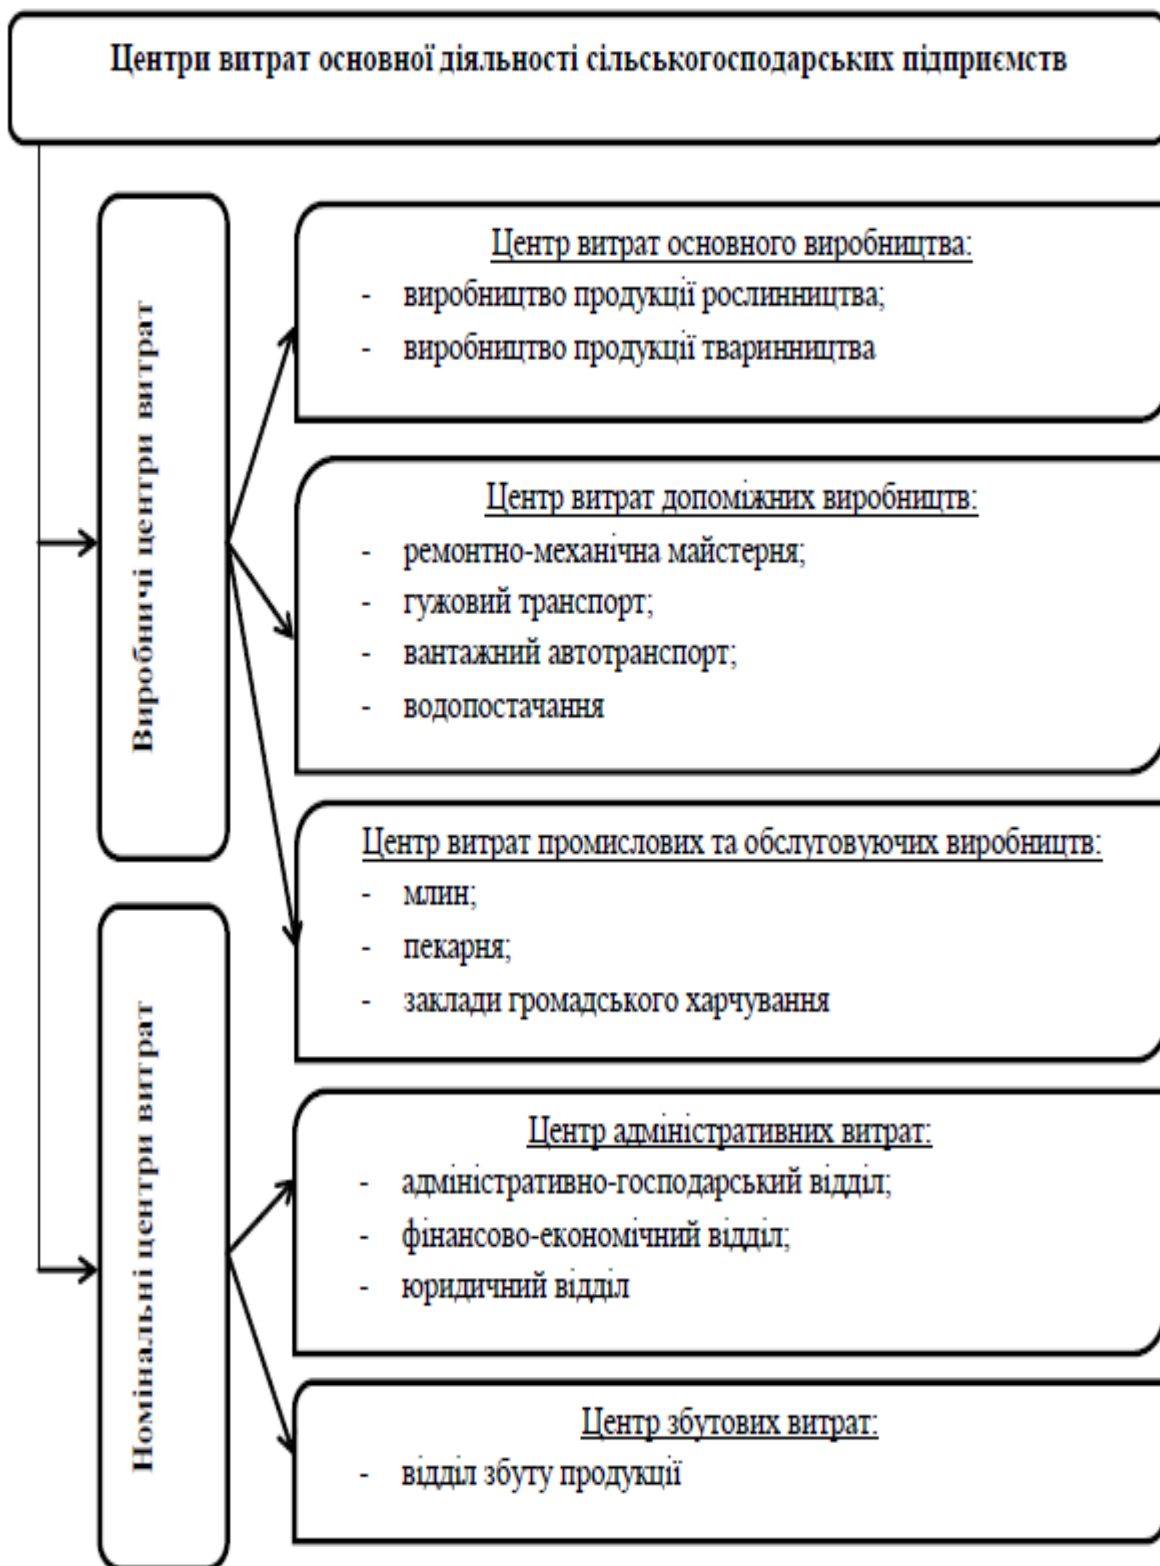 Центри витрат основної діяльності сільськогосподарських підприємств
Виробничі центри витрат
Центр витрат основного виробництва:
- виробництво продукції рослинництва;
- виробництво продукції тваринництва
Центр витрат допоміжних виробництв:
- ремонтно-механічна майстерня;
- гужовий транспорт;
- вантажний автотранспорт;
- водопостачання
Центр витрат промислових та обслуговуючих виробництв:
- млин;
- пекарня;
- заклади громадського харчування
Номінальні центри витрат
Центр адміністративних витрат:
- адміністративно-господарський відділ;
- фінансово-економічний відділ;
- юридичний відділ
Центр збутових витрат:
- відділ збуту продукції